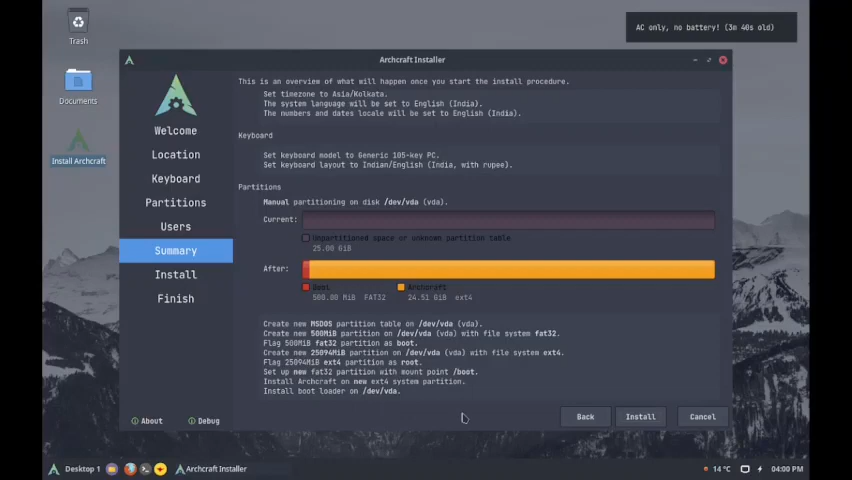 Trash
AC only, no battery! (3m 40s old)
Archcraft Installer
Documents
Install Archcraft
Welcome
Location
Keyboard
Partitions
Users
Summary
Install
Finish
This is an overview of what will happen once you start the install procedure.
Set timezone to Asia/Kolkata.
The system language will be set to English (India).
The numbers and dates locale will be set to English (India).
Keyboard
Set keyboard model to Generic 105-key PC.
Set keyboard layout to Indian/English (India, with rupee).
Partitions
Manual partitioning on disk /dev/vda (vda).
Current:
Unpartitioned space or unknown partition table
25.00 GiB
After:
Boot Archcraft
500.00 MiB FAT32 24.51 GiB ext4
Create new MSDOS partition table on /dev/vda (vda).
Create new 500MiB partition on /dev/vda (vda) with file system fat32.
Flag 500MiB fat32 partition as boot.
Create new 25094MiB partition on /dev/vda (vda) with file system ext4.
Flag 25094MiB ext4 partition as root.
Set up new fat32 partition with mount point /boot.
Install Archcraft on new ext4 system partition.
Install boot loader on /dev/vda.
About Debug
Back Install Cancel
Desktop 1 Archcraft Installer 14 °C 04:00 PM